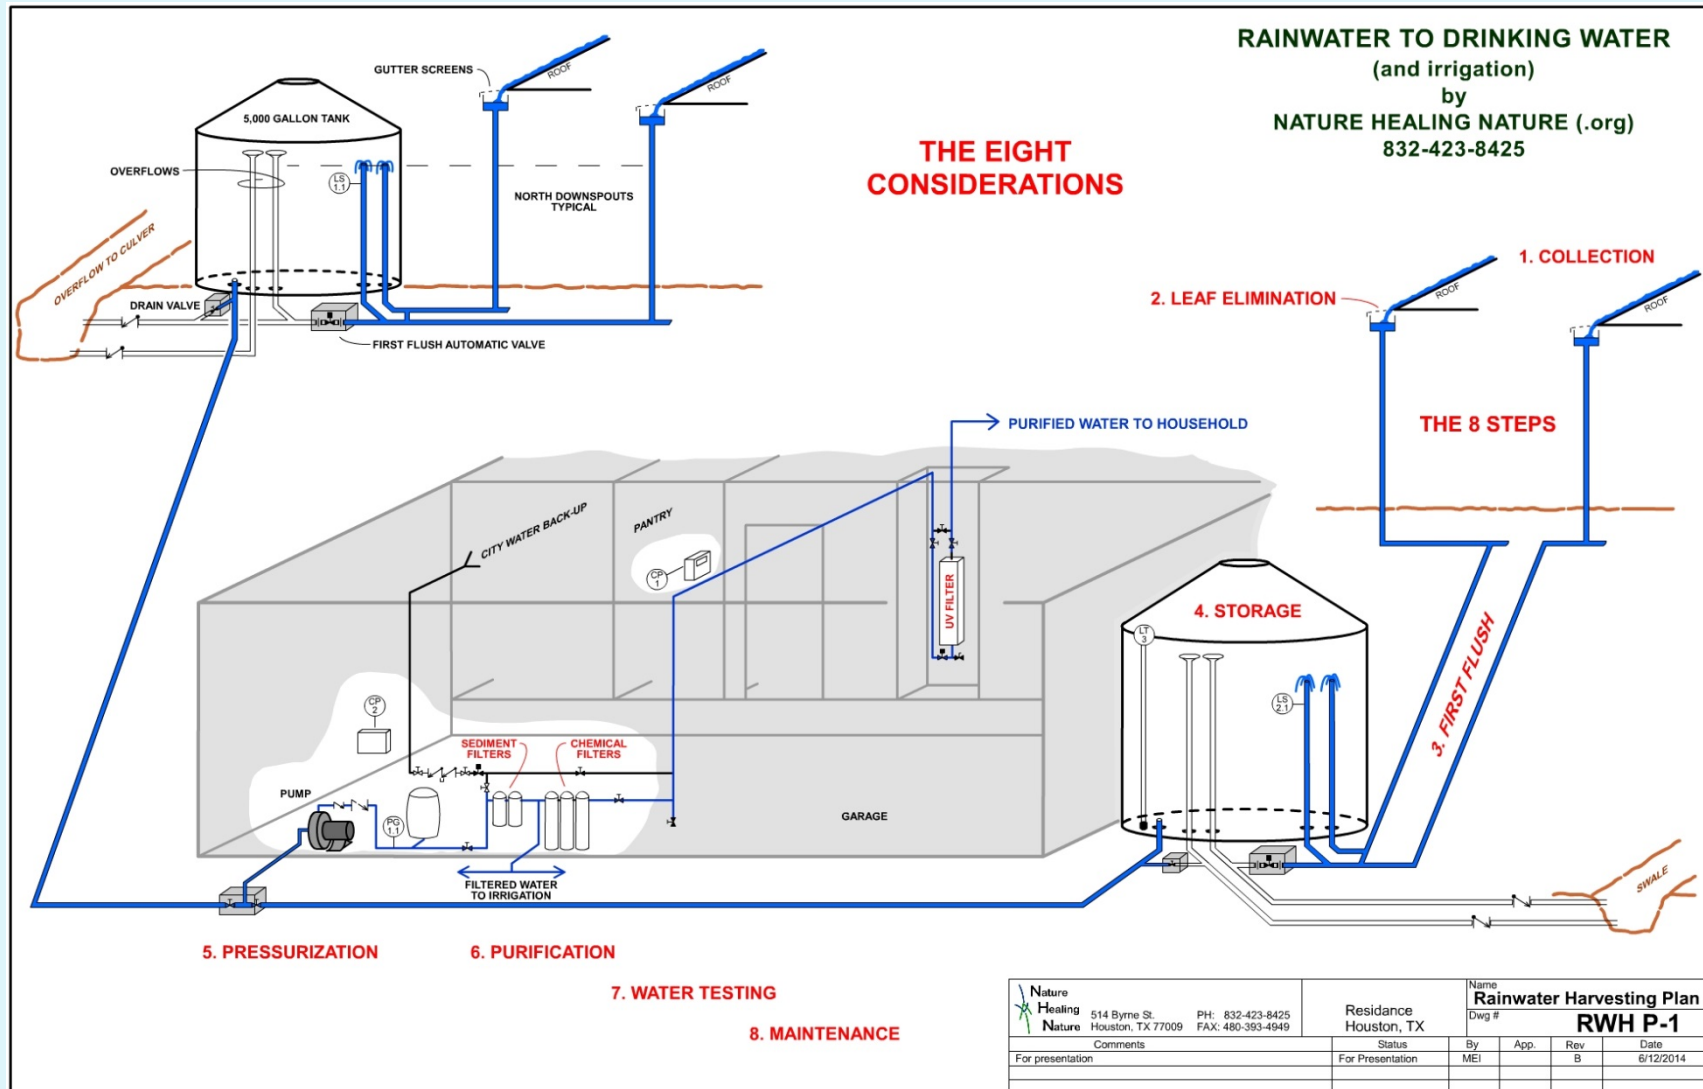 RAINWATER TO DRINKING WATER
(and irrigation)
by
NATURE HEALING NATURE (.org)
832-423-8425
THE EIGHT
CONSIDERATIONS
GUTTER SCREENS
ROOF
ROOF
5,000 GALLON TANK
OVERFLOWS
LS
1.1
NORTH DOWNSPOUTS
TYPICAL
OVERFLOW TO CULVER
DRAIN VALVE
FIRST FLUSH AUTOMATIC VALVE
1. COLLECTION
2. LEAF ELIMINATION
ROOF
ROOF
THE 8 STEPS
3. FIRST FLUSH
PURIFIED WATER TO HOUSEHOLD
CITY WATER BACK-UP
PANTRY
CP
1
UV FILTER
4. STORAGE
LT
3
LS
2.1
CP
2
SEDIMENT
FILTERS
CHEMICAL
FILTERS
PUMP
PG
1.1
GARAGE
FILTERED WATER
TO IRRIGATION
SWALE
5. PRESSURIZATION
6. PURIFICATION
7. WATER TESTING
8. MAINTENANCE
Nature
Healing
Nature
514 Byrne St.
Houston, TX 77009
PH: 832-423-8425
FAX: 480-393-4949
Residance
Houston, TX
Name
Rainwater Harvesting Plan
Dwg #
RWH P-1
Comments
Status
By
App.
Rev
Date
For presentation
For Presentation
MEI
B
6/12/2014